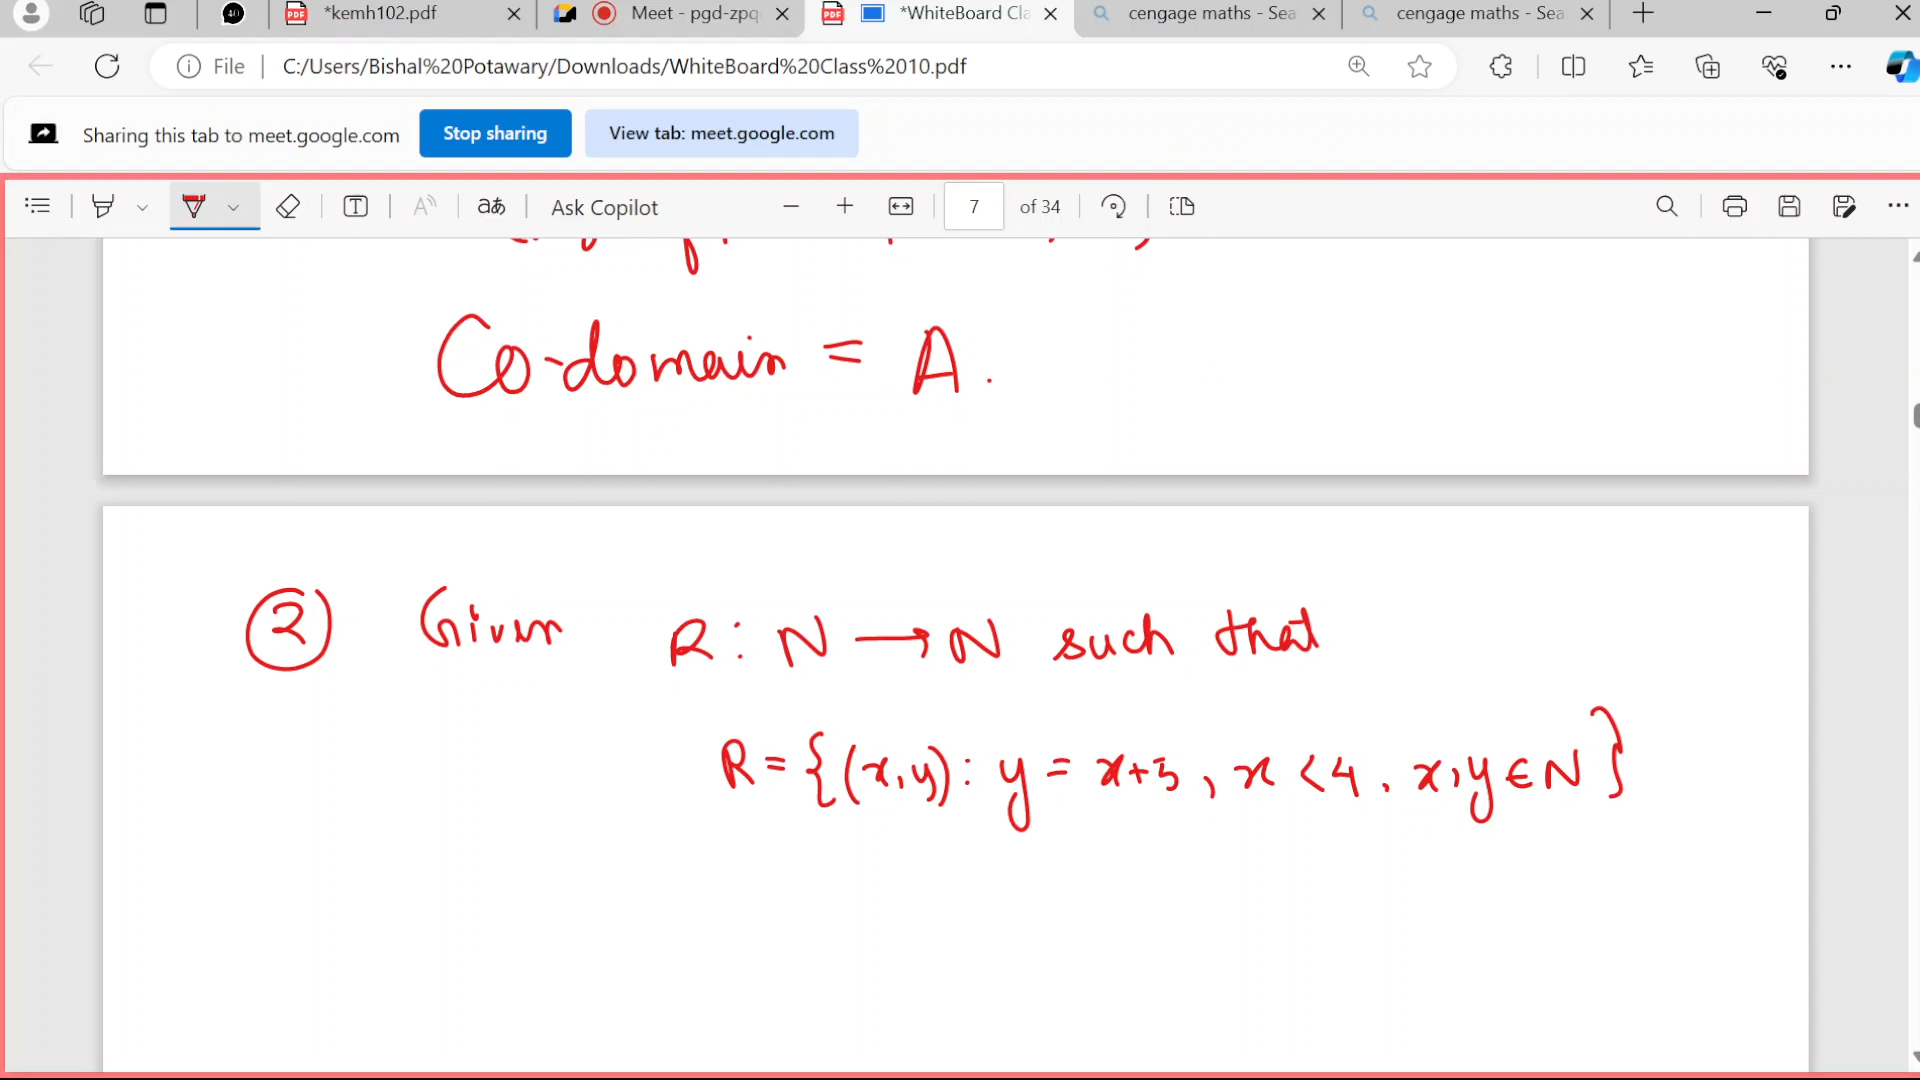 *kemh102.pdf
Meet - pgd-zpq
*WhiteBoard Cla
cengage maths - Sea
cengage maths - Sea
File
C:/Users/Bishal%20Potawary/Downloads/WhiteBoard%20Class%2010.pdf
Sharing this tab to meet.google.com
Stop sharing
View tab: meet.google.com
Ask Copilot
7 of 34
Co-domain = A.
② Given R : N → N such that
R = {(x,y) : y = x+5, x < 4, x,y ∈ N}